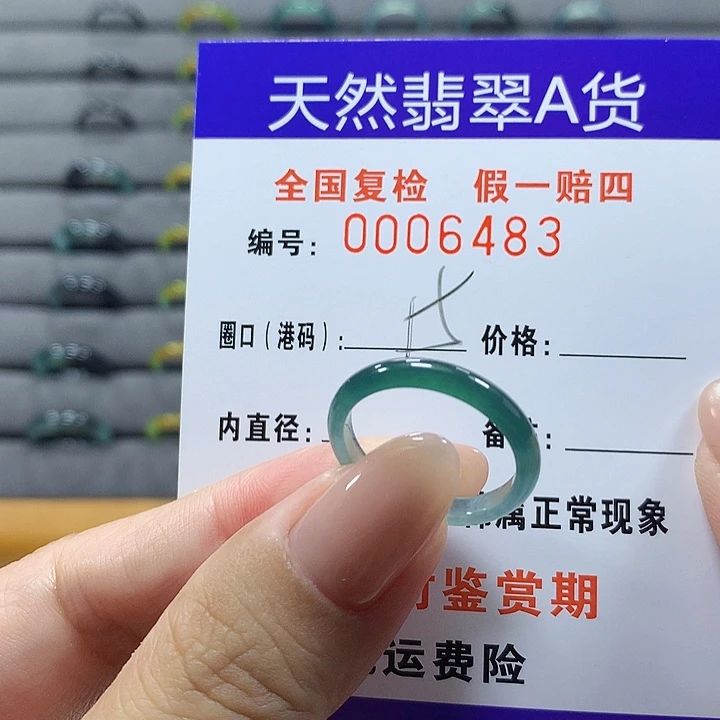 天然翡翠A货
全国复检 假一赔四
编号: 0006483
圈口(港码):
价格:
内直径:
备
属正常现象
鉴赏期
运费险